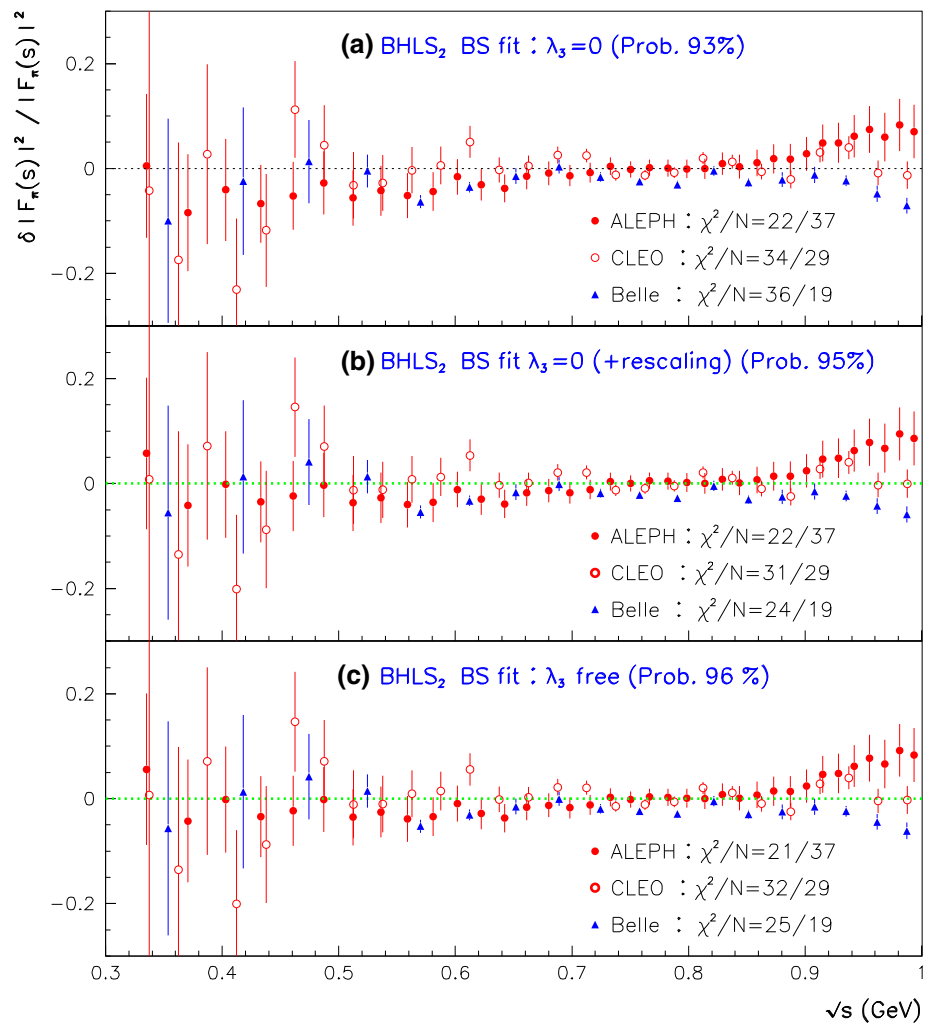 δ |F_π(s)|² / |F_π(s)|²
(a) BHLS₂ BS fit : λ₃=0 (Prob. 93%)
0.2
0
−0.2
ALEPH : χ²/N=22/37
CLEO : χ²/N=34/29
Belle : χ²/N=36/19
(b) BHLS₂ BS fit λ₃=0 (+rescaling) (Prob. 95%)
0.2
0
−0.2
ALEPH : χ²/N=22/37
CLEO : χ²/N=31/29
Belle : χ²/N=24/19
(c) BHLS₂ BS fit : λ₃ free (Prob. 96 %)
0.2
0
−0.2
ALEPH : χ²/N=21/37
CLEO : χ²/N=32/29
Belle : χ²/N=25/19
0.3 0.4 0.5 0.6 0.7 0.8 0.9 1
√s (GeV)